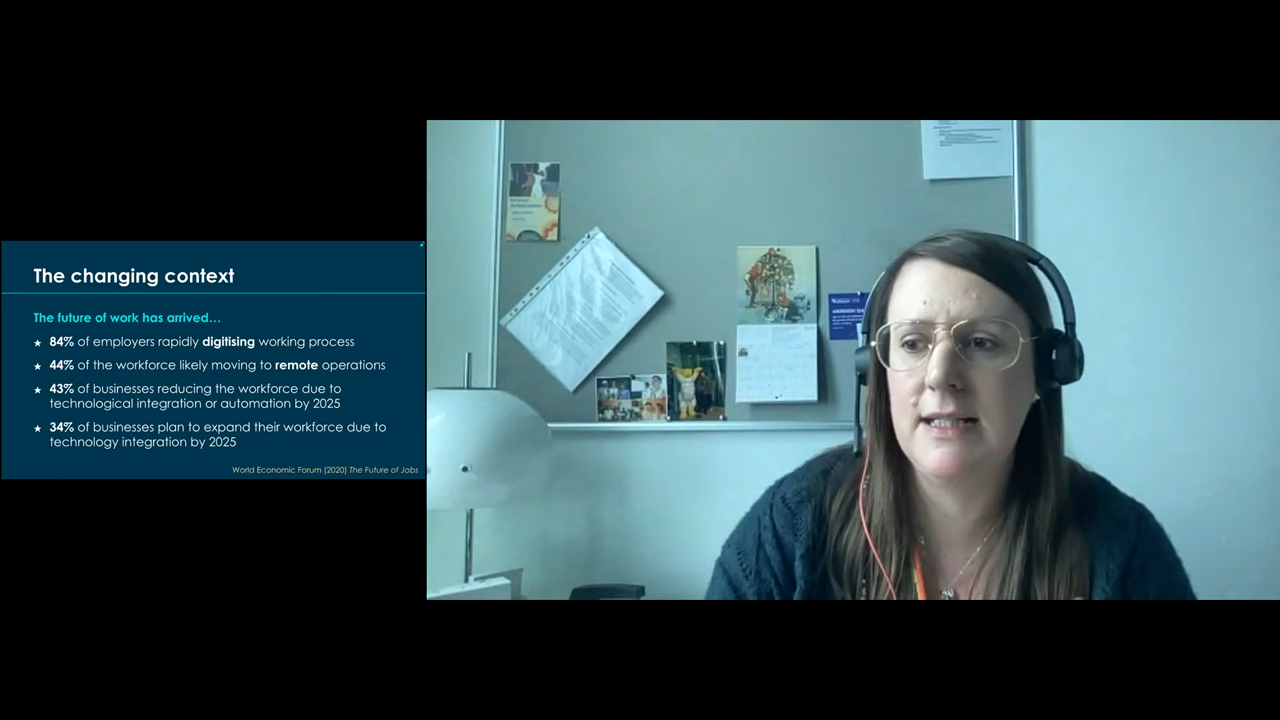 The changing context
The future of work has arrived...
★ 84% of employers rapidly digitising working process
★ 44% of the workforce likely moving to remote operations
★ 43% of businesses reducing the workforce due to
technological integration or automation by 2025
★ 34% of businesses plan to expand their workforce due to
technology integration by 2025
World Economic Forum (2020) The Future of Jobs